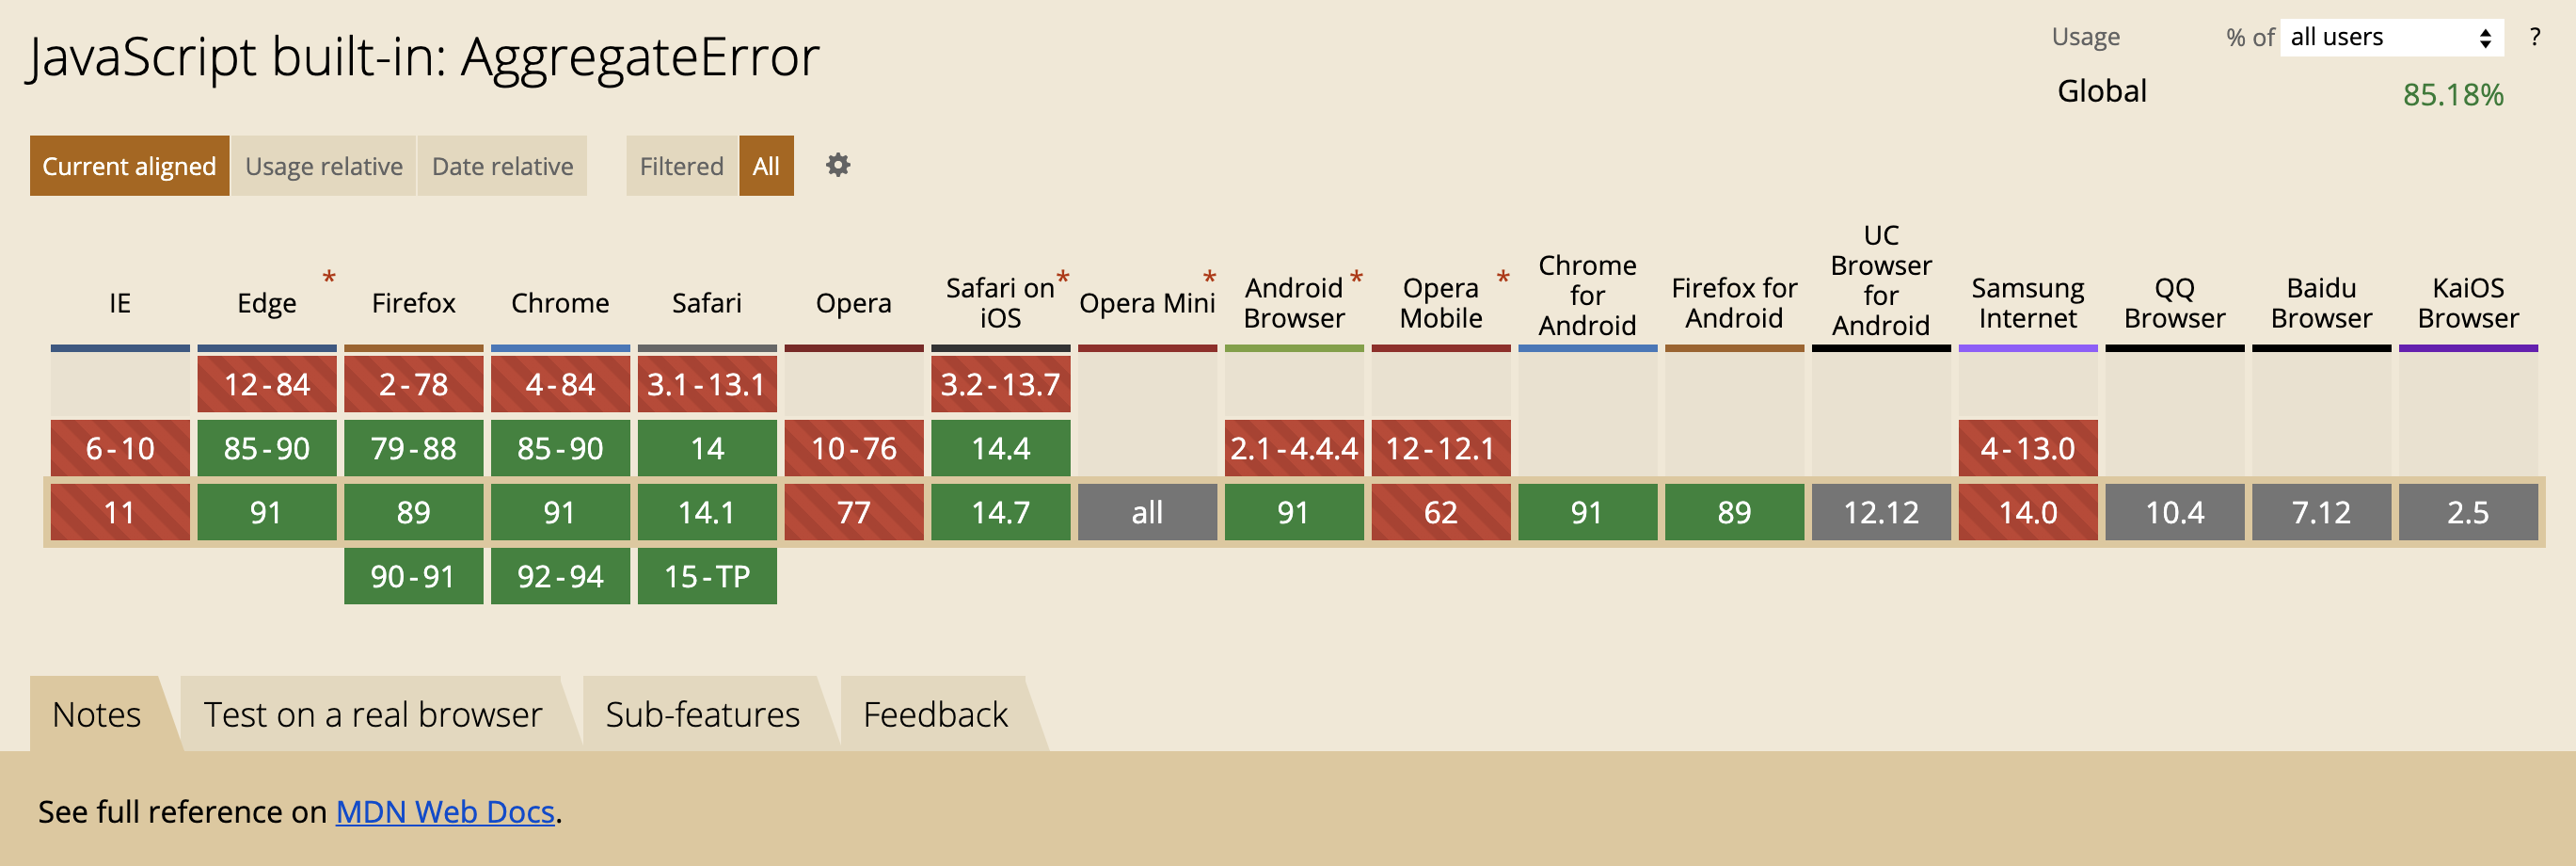 JavaScript built-in: AggregateError
Usage % of all users ?
Global 85.18%
Current aligned Usage relative Date relative Filtered All
IE Edge * Firefox Chrome Safari Opera Safari on iOS * Opera Mini * Android Browser * Opera Mobile * Chrome for Android Firefox for Android UC Browser for Android Samsung Internet QQ Browser Baidu Browser KaiOS Browser
12-84 2-78 4-84 3.1-13.1 3.2-13.7
6-10 85-90 79-88 85-90 14 10-76 14.4 2.1-4.4.4 12-12.1 4-13.0
11 91 89 91 14.1 77 14.7 all 91 62 91 89 12.12 14.0 10.4 7.12 2.5
90-91 92-94 15-TP
Notes Test on a real browser Sub-features Feedback
See full reference on MDN Web Docs.